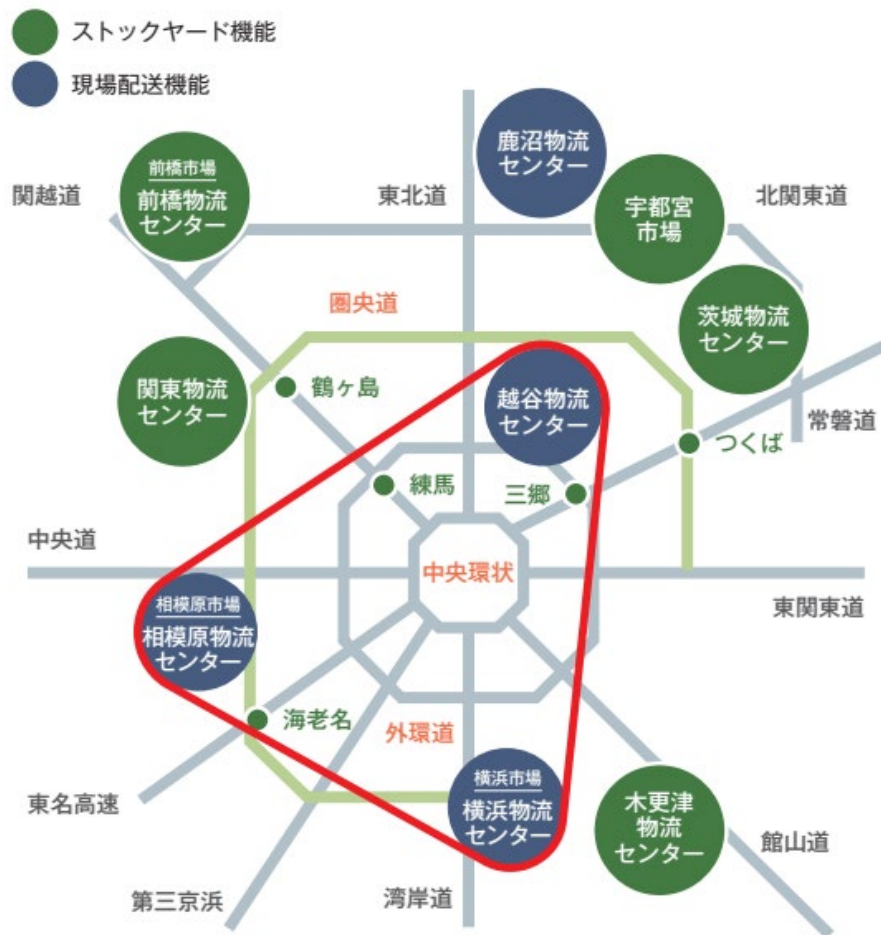 ストックヤード機能
現場配送機能
鹿沼物流
センター
前橋市場
前橋物流
センター
関越道
東北道
宇都宮
市場
北関東道
圏央道
茨城物流
センター
関東物流
センター
鶴ヶ島
越谷物流
センター
常磐道
つくば
練馬
三郷
中央道
中央環状
東関東道
相模原市場
相模原物流
センター
海老名
外環道
横浜市場
横浜物流
センター
木更津
物流
センター
東名高速
館山道
第三京浜
湾岸道